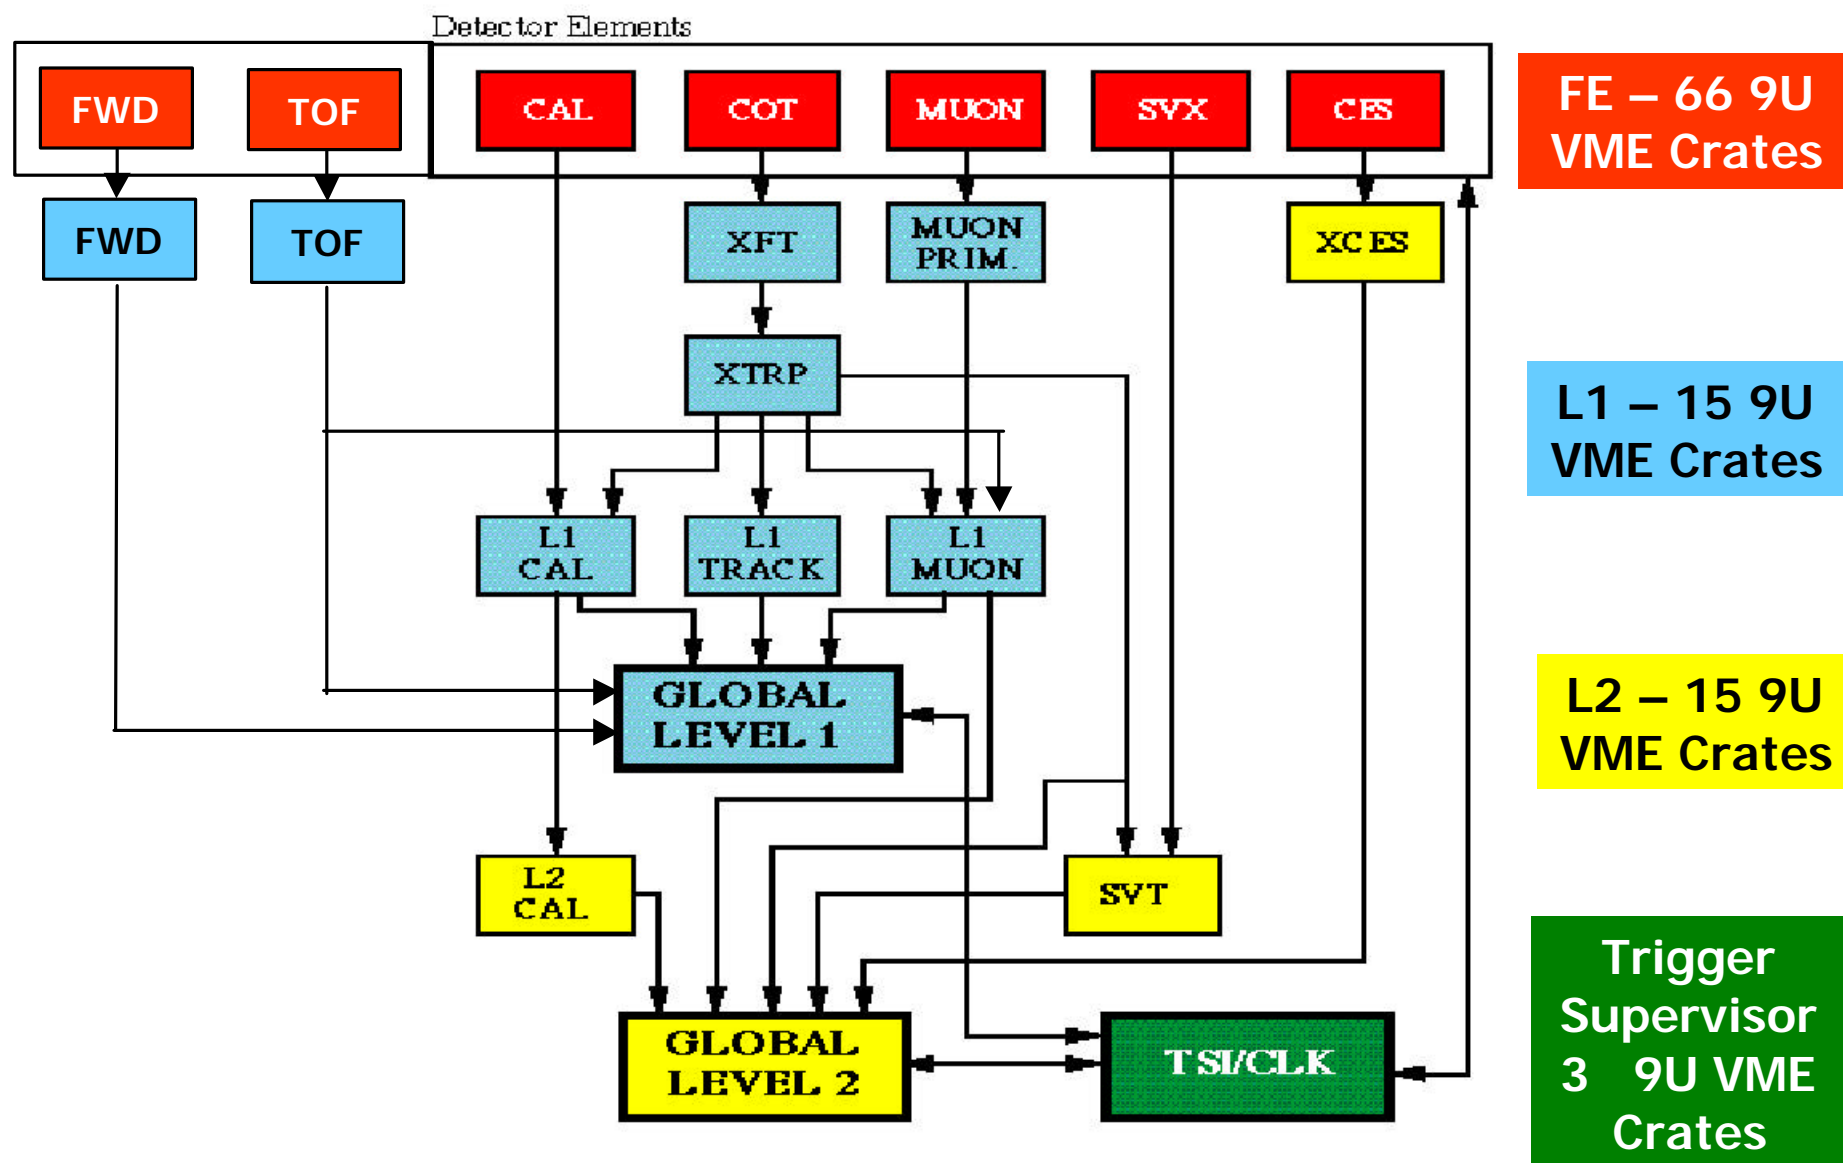 Detector Elements
FWD
TOF
CAL
COT
MUON
SVX
CES
FE – 66 9U
VME Crates
FWD
TOF
XFT
MUON
PRIM.
XCES
XTRP
L1 – 15 9U
VME Crates
L1
CAL
L1
TRACK
L1
MUON
GLOBAL
LEVEL 1
L2 – 15 9U
VME Crates
L2
CAL
SVT
GLOBAL
LEVEL 2
TSI/CLK
Trigger
Supervisor
3 9U VME
Crates